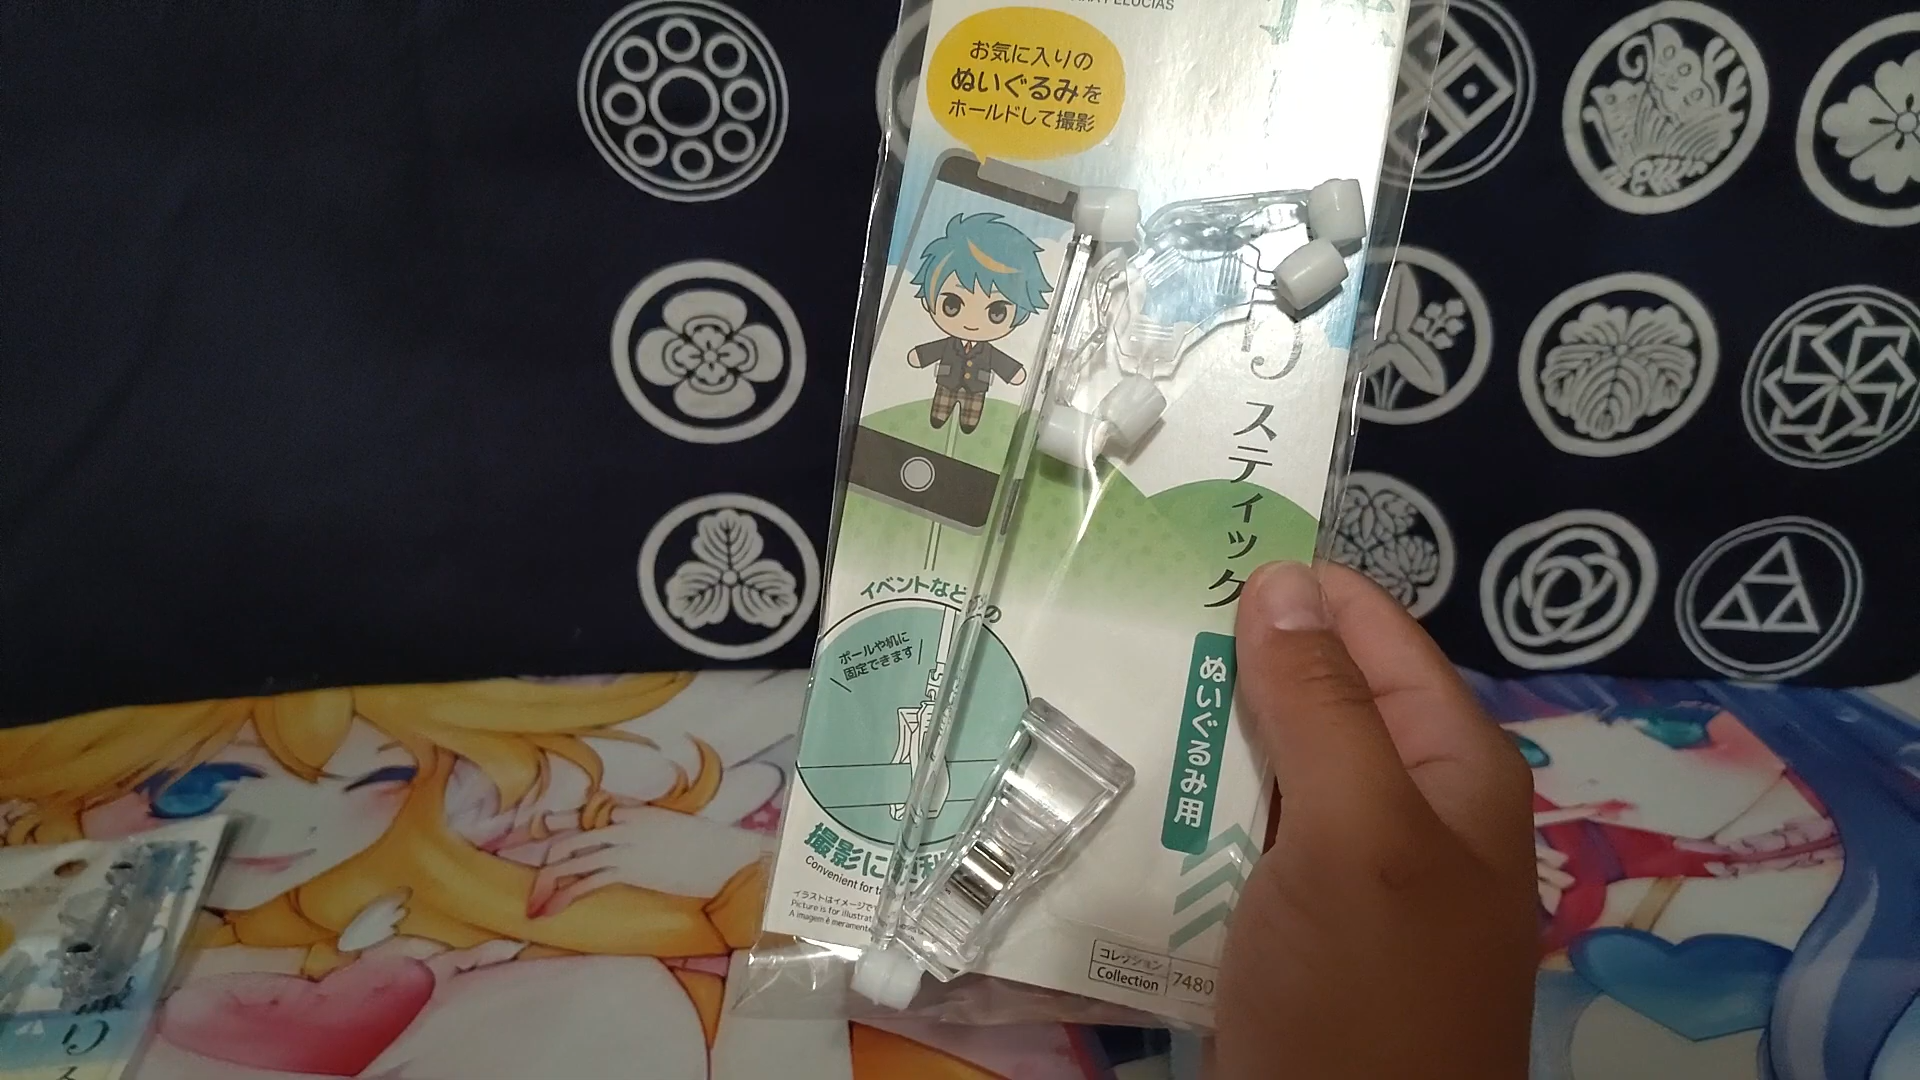 PELUCIAS
お気に入りの
ぬいぐるみを
ホールドして撮影
り
スティック
ぬいぐるみ用
イベントなど
の
ポールや机に
固定できます
撮影に
Convenient for
イラストはイメージで
Picture is for
A imagem é
コレクション
Collection
7480
り